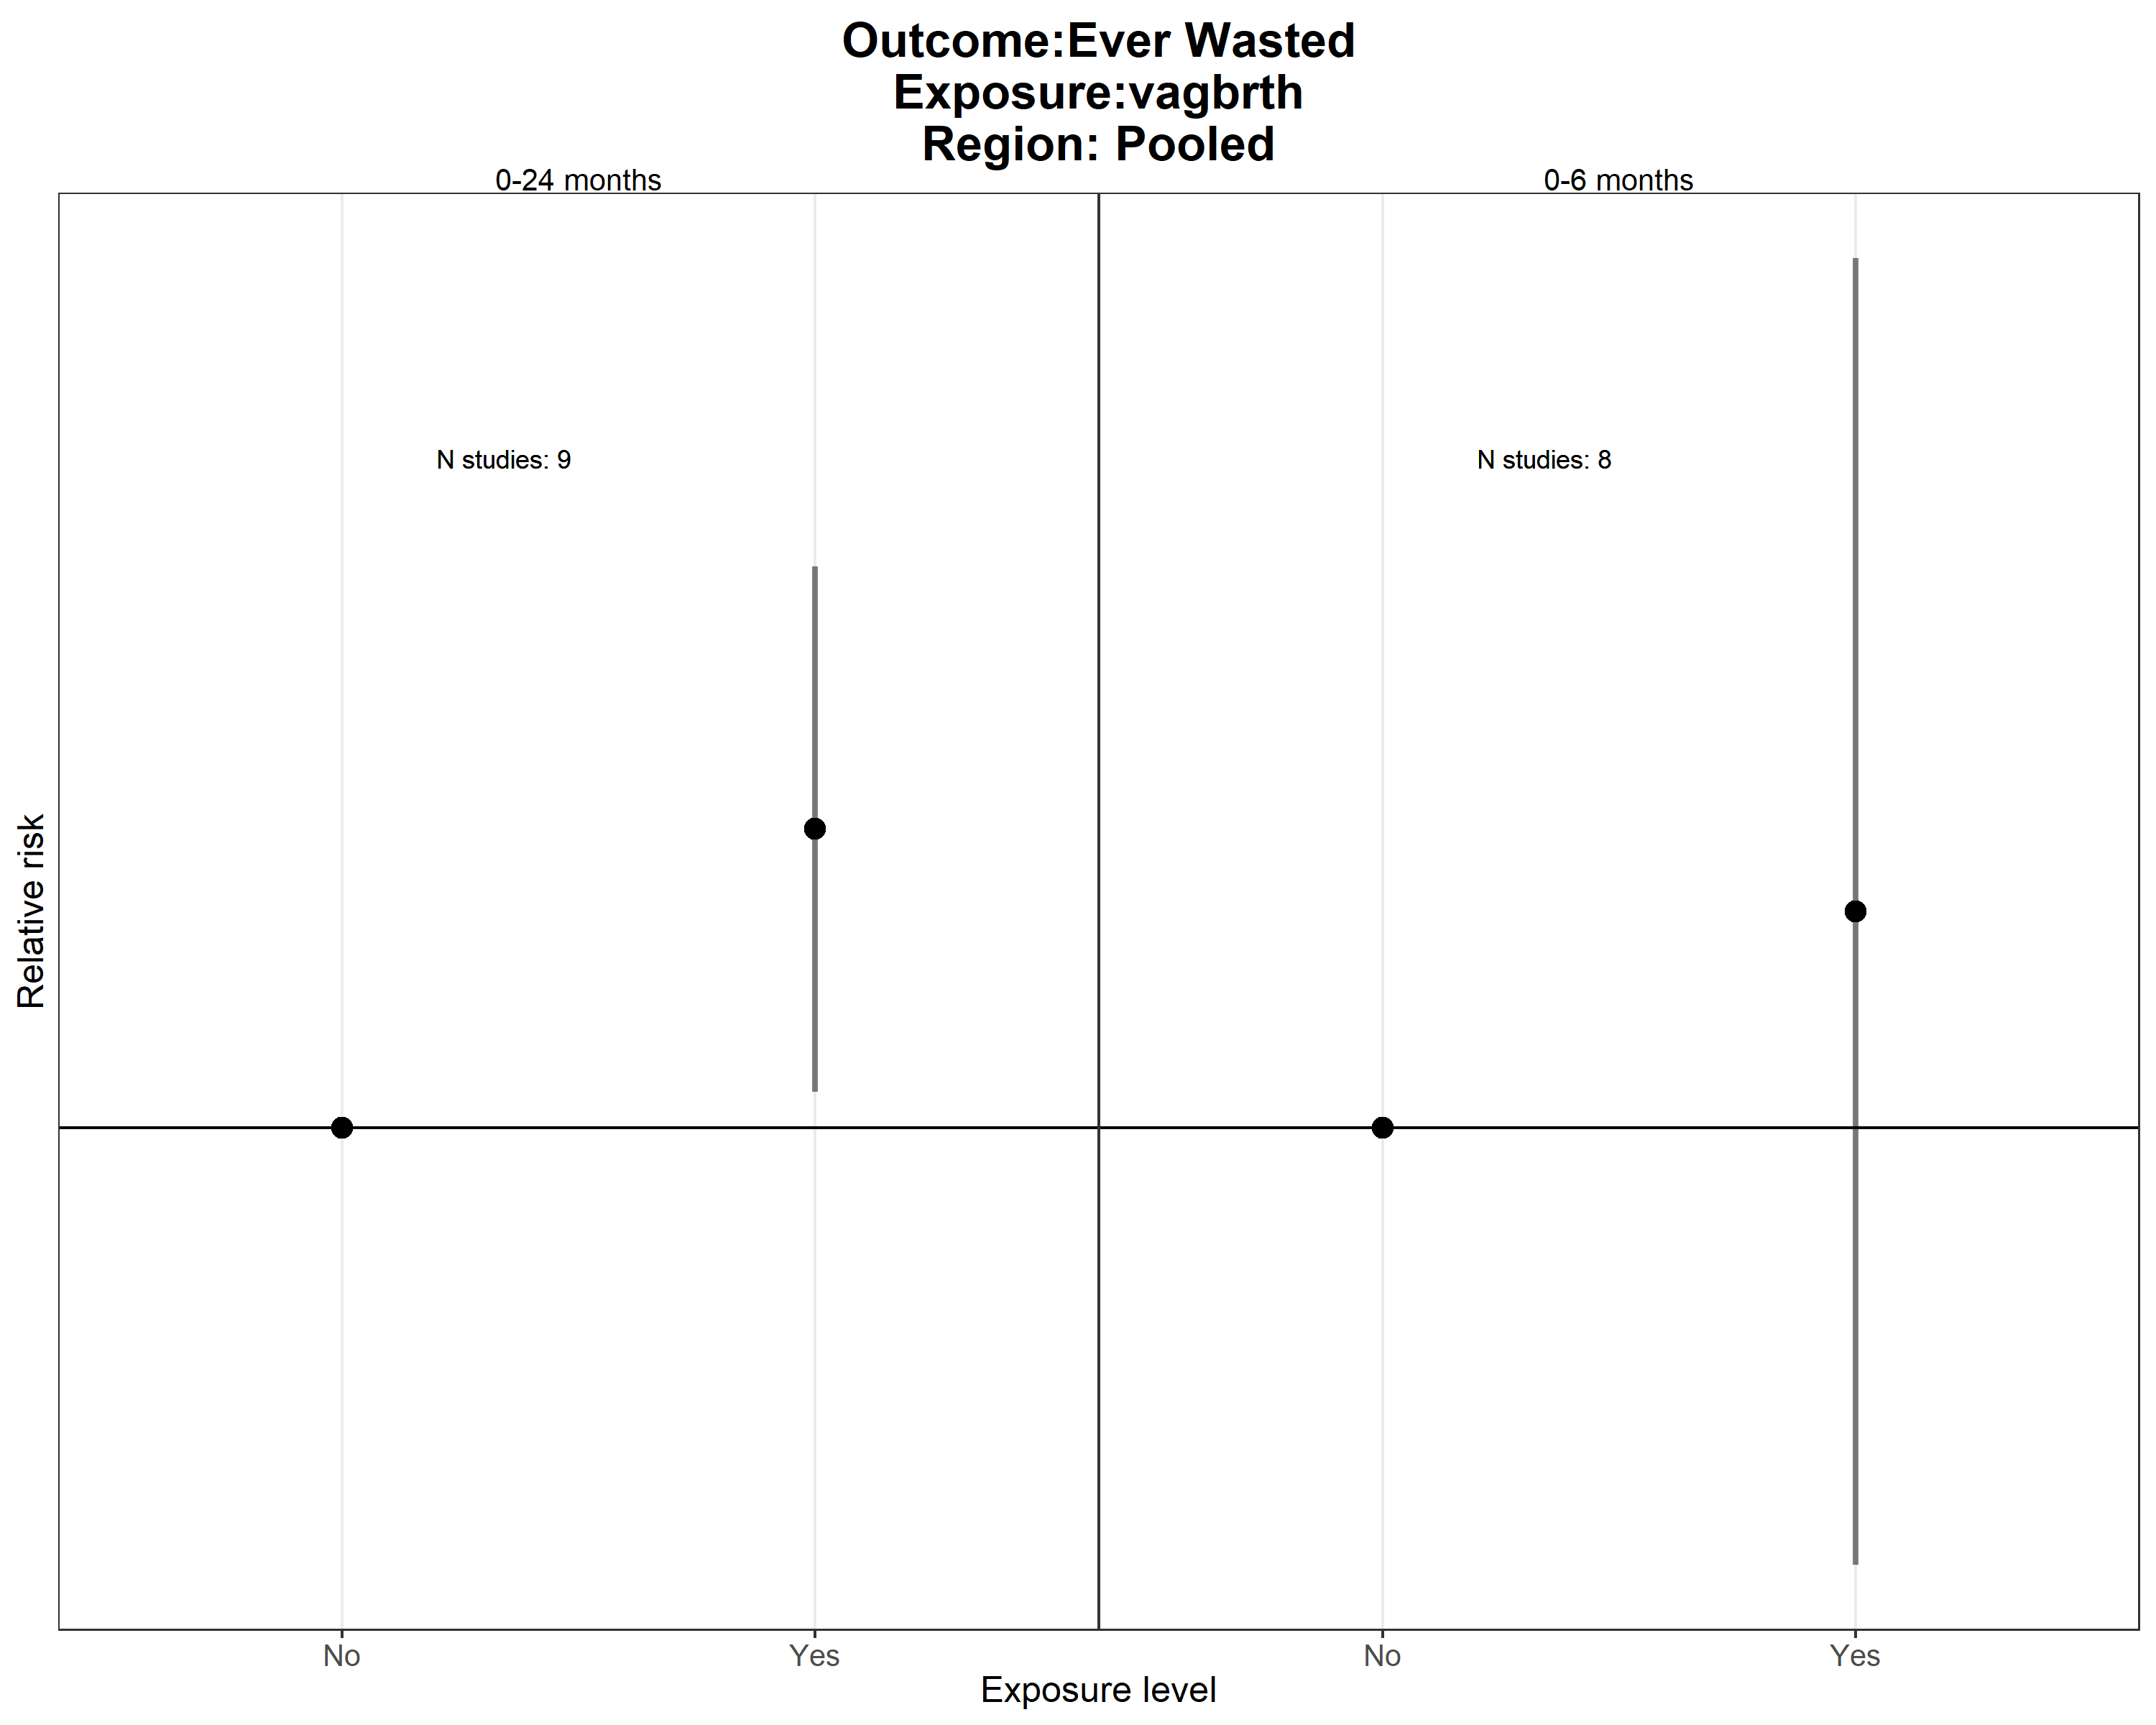 Outcome:Ever Wasted
Exposure:vagbrth
Region: Pooled
0-24 months
0-6 months
N studies: 9
N studies: 8
Relative risk
No
Yes
No
Yes
Exposure level